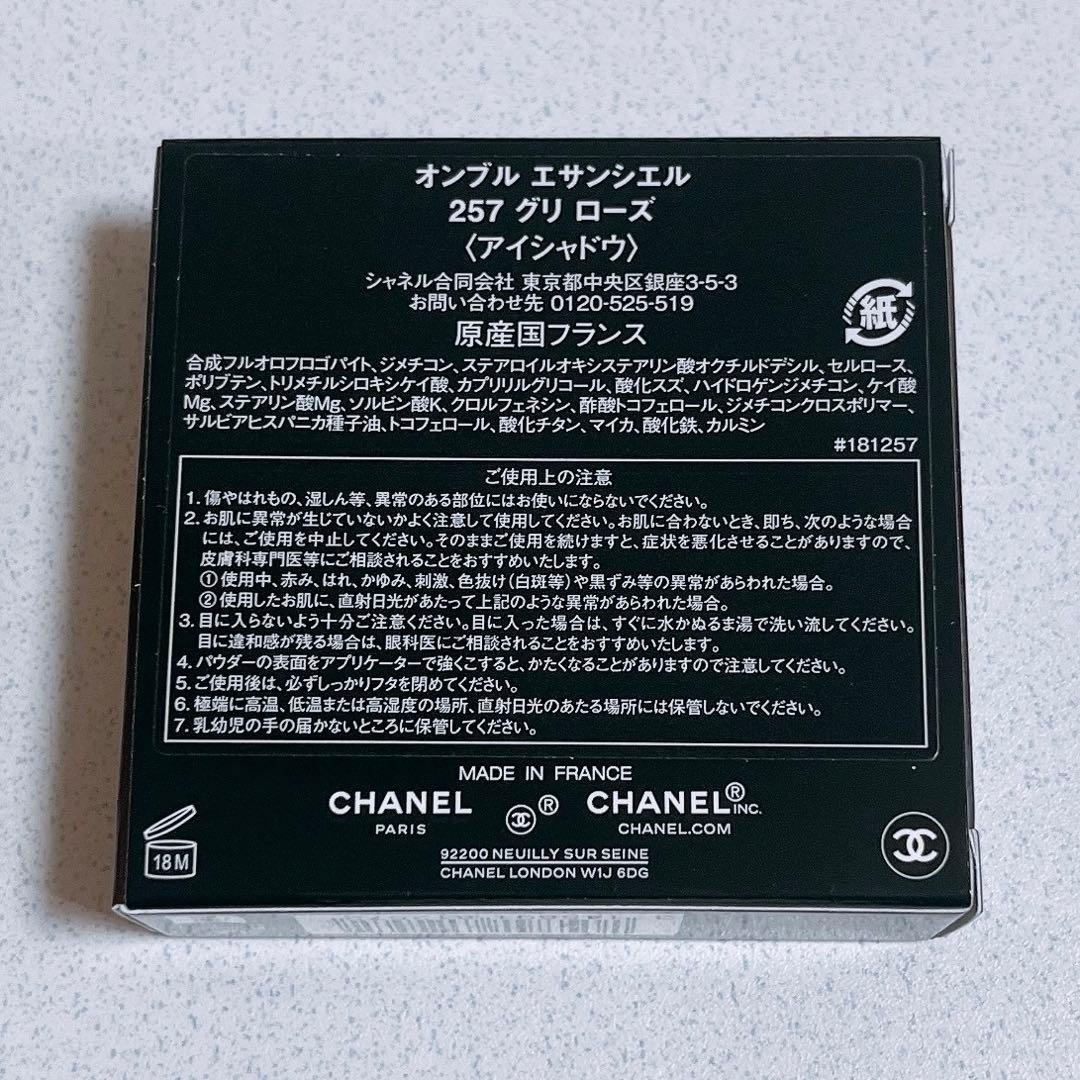 オンブル エサンシエル
257 グリ ローズ
〈アイシャドウ〉
シャネル合同会社 東京都中央区銀座3-5-3
お問い合わせ先 0120-525-519
原産国フランス
紙
合成フルオロフロゴパイト、ジメチコン、ステアロイルオキシステアリン酸オクチルドデシル、セルロース、
ポリブテン、トリメチルシロキシケイ酸、カプリリルグリコール、酸化スズ、ハイドロゲンジメチコン、ケイ酸
Mg、ステアリン酸Mg、ソルビン酸K、クロルフェネシン、酢酸トコフェロール、ジメチコンクロスポリマー、
サルビアヒスパニカ種子油、トコフェロール、酸化チタン、マイカ、酸化鉄、カルミン
#181257
ご使用上の注意
1. 傷やはれもの、湿しん等、異常のある部位にはお使いにならないでください。
2. お肌に異常が生じていないかよく注意して使用してください。お肌に合わないとき、即ち、次のような場合
には、ご使用を中止してください。そのままご使用を続けますと、症状を悪化させることがありますので、
皮膚科専門医等にご相談されることをおすすめいたします。
① 使用中、赤み、はれ、かゆみ、刺激、色抜け(白斑等)や黒ずみ等の異常があらわれた場合。
② 使用したお肌に、直射日光があたって上記のような異常があらわれた場合。
3. 目に入らないよう十分ご注意ください。目に入った場合は、すぐに水かぬるま湯で洗い流してください。
目に違和感が残る場合は、眼科医にご相談されることをおすすめいたします。
4. パウダーの表面をアプリケーターで強くこすると、かたくなることがありますので注意してください。
5. ご使用後は、必ずしっかりフタを閉めてください。
6. 極端に高温、低温または高湿度の場所、直射日光のあたる場所には保管しないでください。
7. 乳幼児の手の届かないところに保管してください。
MADE IN FRANCE
CHANEL ® CHANEL® INC.
PARIS CHANEL.COM
18M
92200 NEUILLY SUR SEINE
CHANEL LONDON W1J 6DG